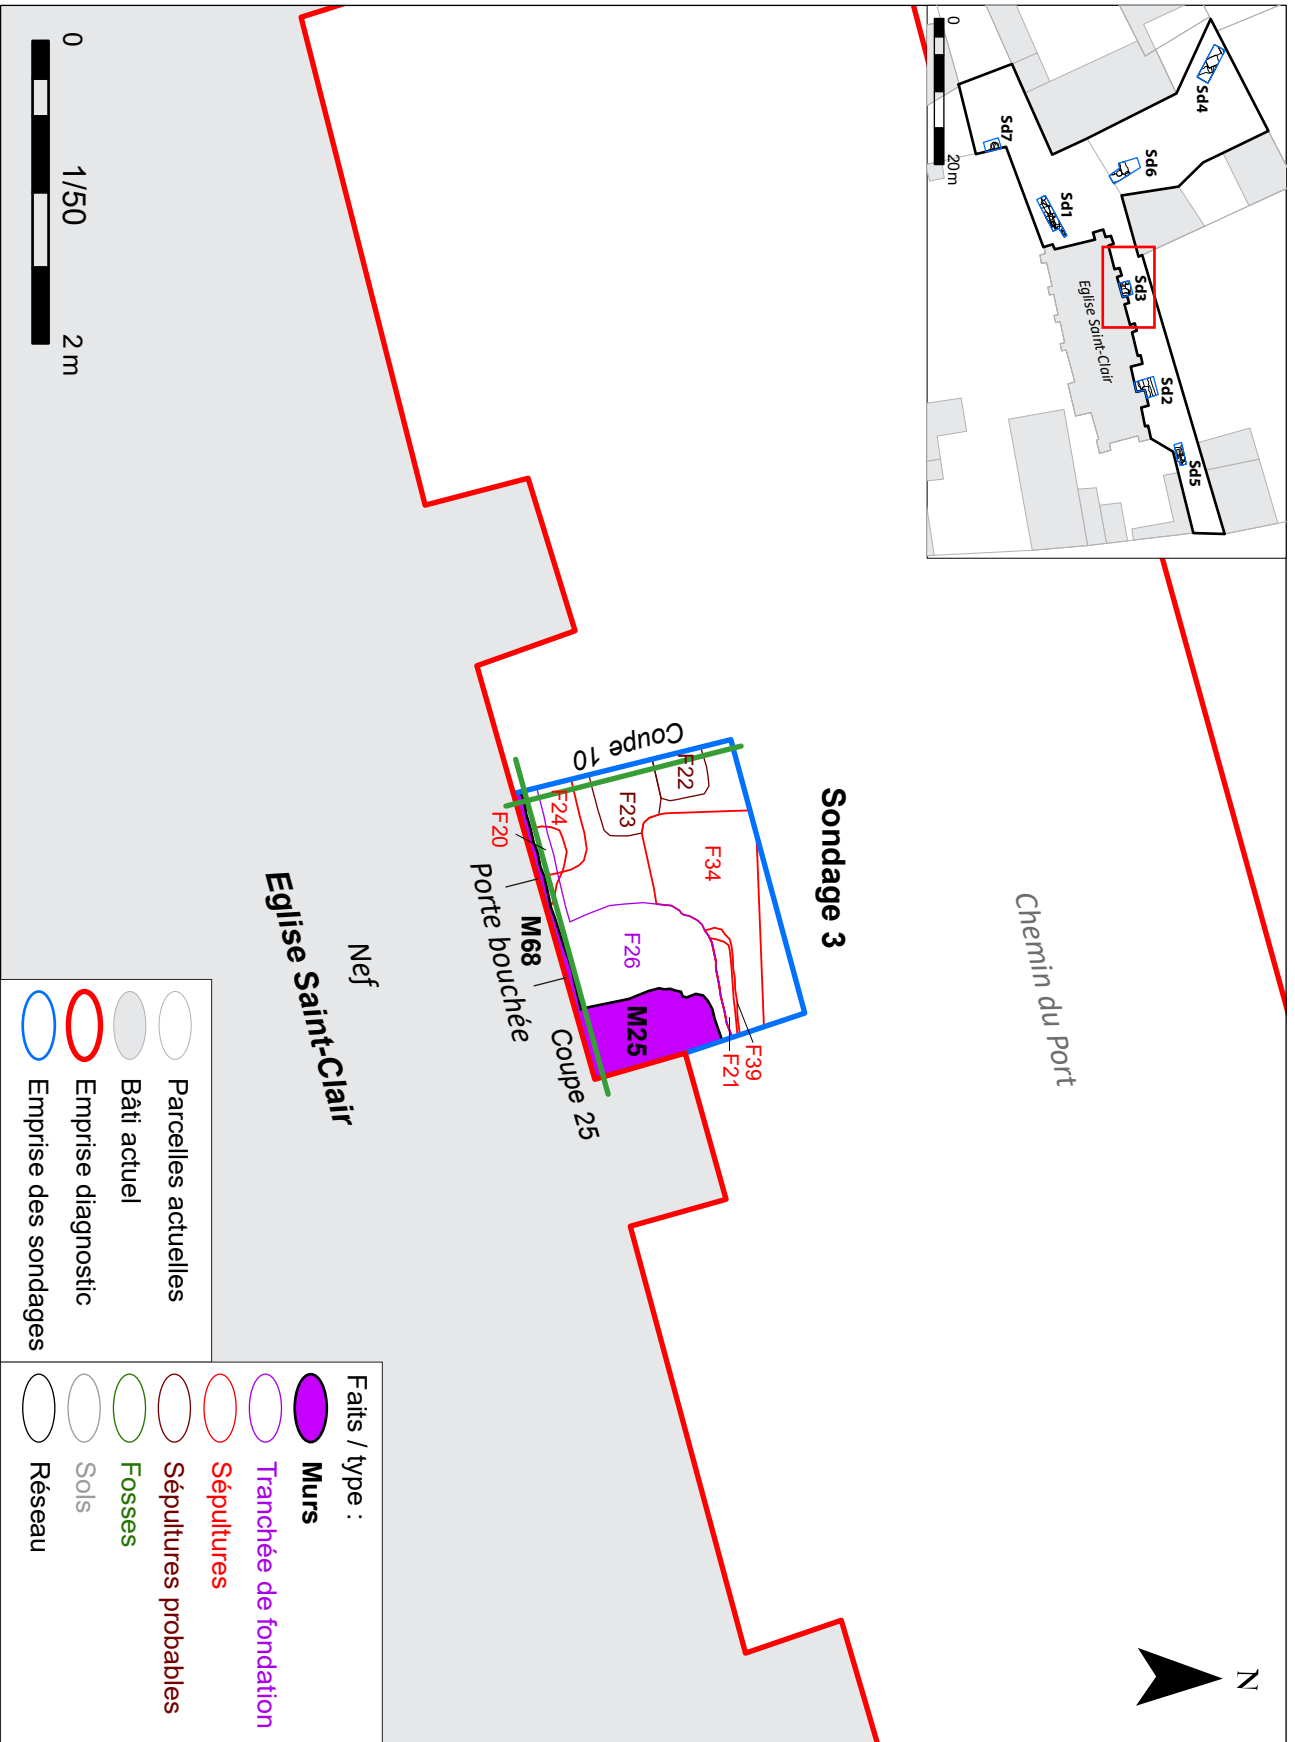 Sd4
Sd6
Sd7
Sd1
Sd3
Sd2
Sd5
Eglise Saint-Clair
0
20 m
N
Chemin du Port
Sondage 3
Coupe 10
F22
F23
F24
F20
F34
F26
F39
F21
M25
M68
Porte bouchée
Coupe 25
Nef
Eglise Saint-Clair
0
1/50
2 m
Parcelles actuelles
Bâti actuel
Emprise diagnostic
Emprise des sondages
Faits / type :
Murs
Tranchée de fondation
Sépultures
Sépultures probables
Fosses
Sols
Réseau